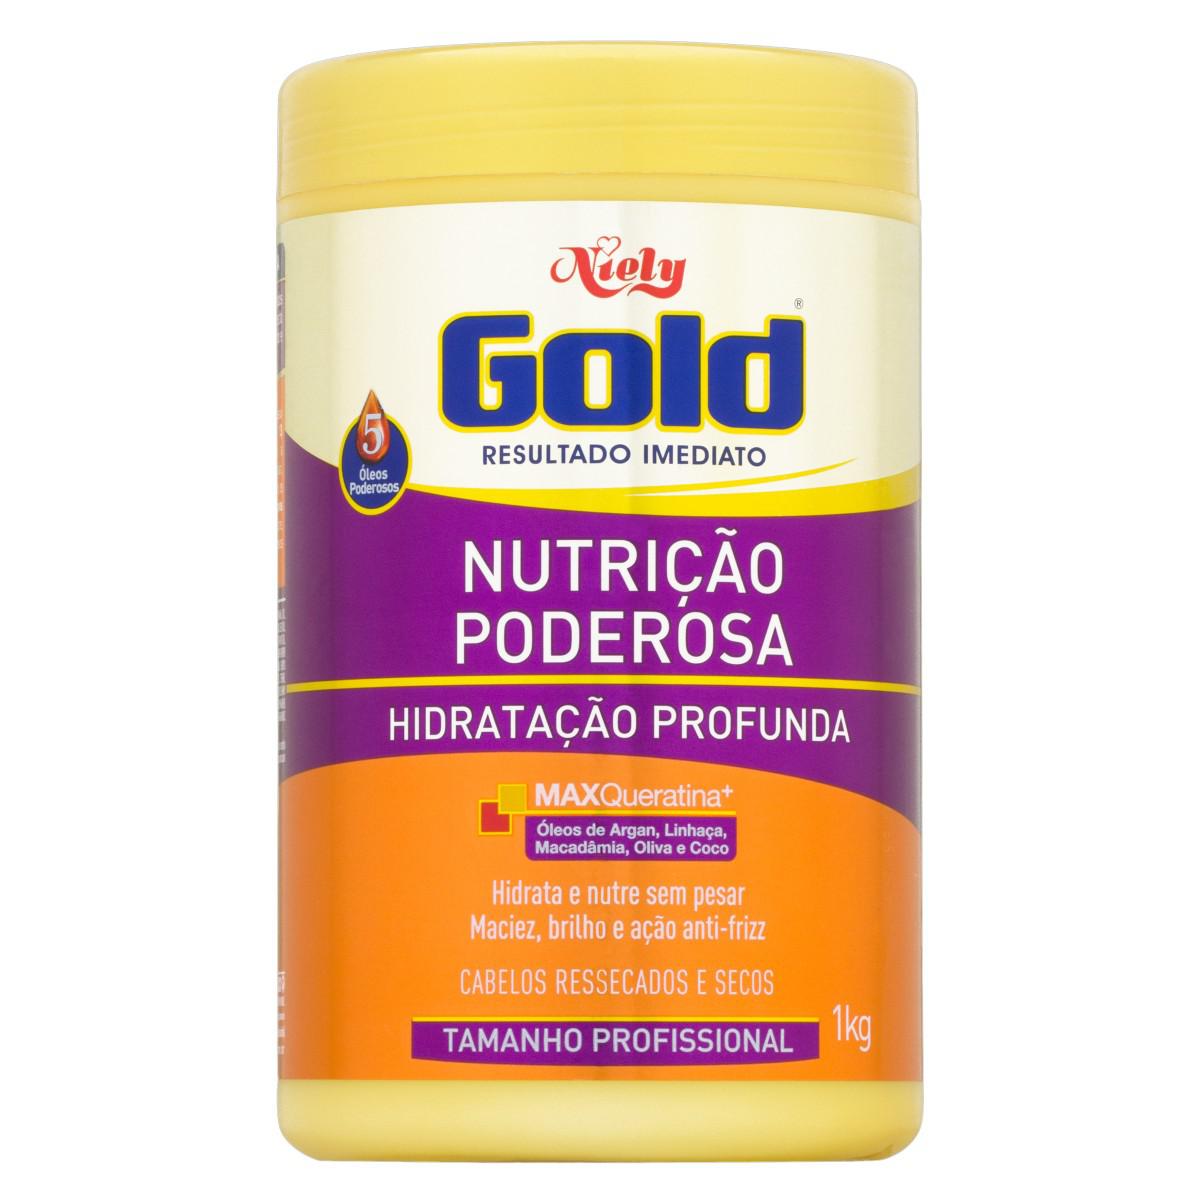 Niely
Gold®
RESULTADO IMEDIATO
5
Óleos
Poderosos
NUTRIÇÃO
PODEROSA
HIDRATAÇÃO PROFUNDA
MAXQueratina+
Óleos de Argan, Linhaça,
Macadâmia, Oliva e Coco
Hidrata e nutre sem pesar
Maciez, brilho e ação anti-frizz
CABELOS RESSECADOS E SECOS
TAMANHO PROFISSIONAL
1kg